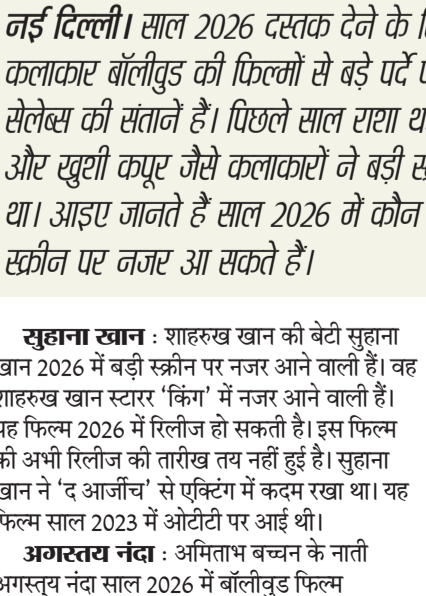 नई दिल्ली। साल 2026 दस्तक देने के
कलाकार बॉलीवुड की फिल्मों से बड़े पर्दे
सेलेब्स की संतानें हैं। पिछले साल राशा
और खुशी कपूर जैसे कलाकारों ने बड़ी
था। आइए जानते हैं साल 2026 में कौन
स्क्रीन पर नजर आ सकते हैं।
सुहाना खान : शाहरुख खान की बेटी सुहाना
खान 2026 में बड़ी स्क्रीन पर नजर आने वाली हैं। वह
शाहरुख खान स्टारर ‘किंग’ में नजर आने वाली हैं।
यह फिल्म 2026 में रिलीज हो सकती है। इस फिल्म
की अभी रिलीज की तारीख तय नहीं हुई है। सुहाना
खान ने ‘द आर्जीच’ से एक्टिंग में कदम रखा था। यह
फिल्म साल 2023 में ओटीटी पर आई थी।
अगस्तय नंदा : अमिताभ बच्चन के नाती
अगस्त्य नंदा साल 2026 में बॉलीवुड फिल्म